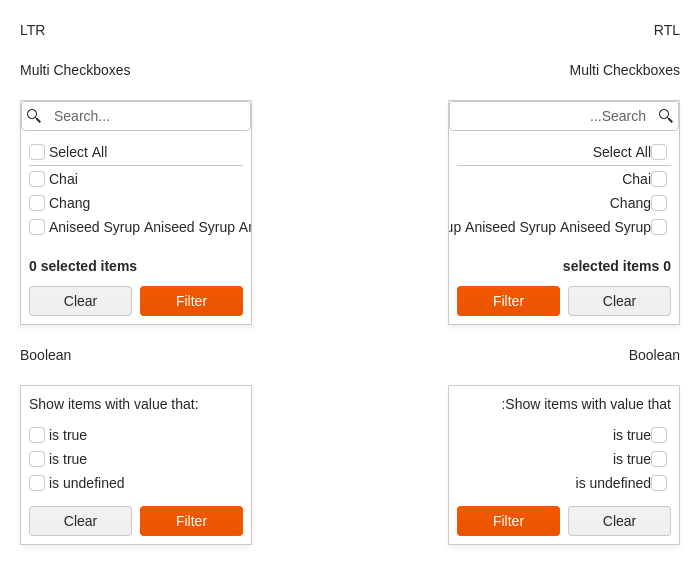 LTR
RTL
Multi Checkboxes
Multi Checkboxes
Search...
...Search
Select All
Select All
Chai
Chai
Chang
Chang
Aniseed Syrup Aniseed Syrup
Aniseed Syrup Aniseed Syrup
0 selected items
selected items 0
Clear
Filter
Filter
Clear
Boolean
Boolean
Show items with value that:
:Show items with value that
is true
is true
is true
is true
is undefined
is undefined
Clear
Filter
Filter
Clear